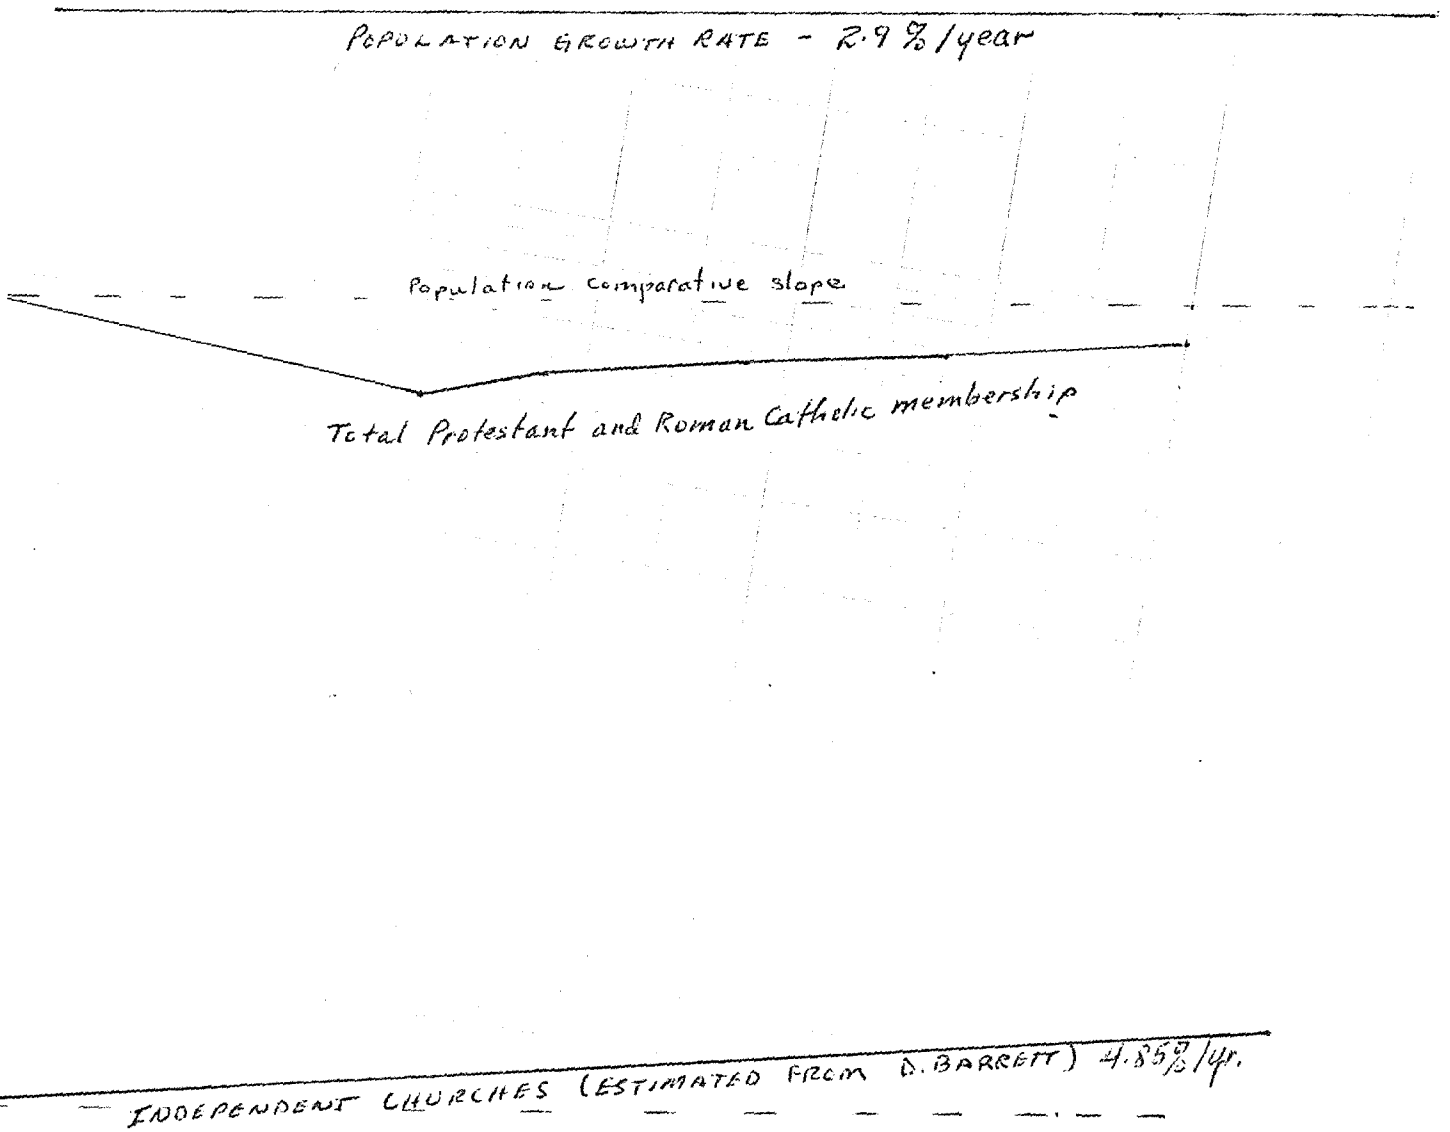 POPULATION GROWTH RATE - 2.9%/year
Population comparative slope
Total Protestant and Roman Catholic membership
INDEPENDENT CHURCHES (ESTIMATED FROM D. BARRETT) 4.85%/yr.